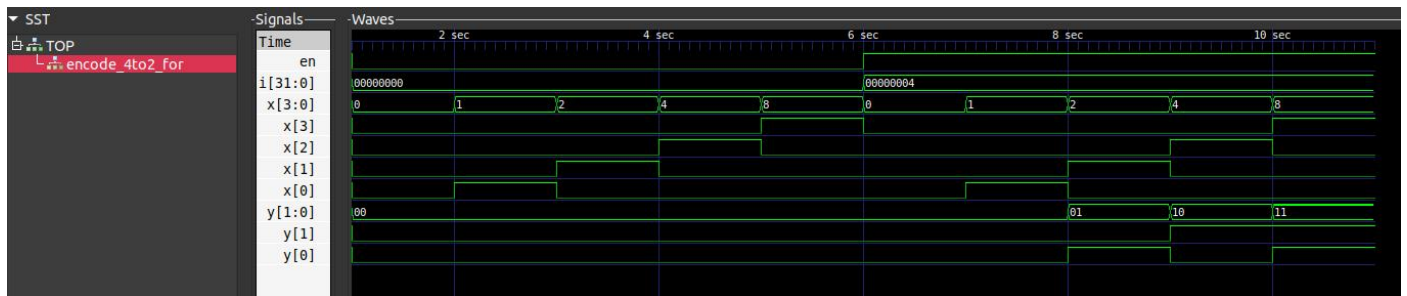 SST
Signals
Waves
TOP
encode_4to2_for
Time
2 sec 4 sec 6 sec 8 sec 10 sec
en
i[31:0] 00000000 00000004
x[3:0] 0 1 2 4 8 0 1 2 4 8
x[3]
x[2]
x[1]
x[0]
y[1:0] 00 01 10 11
y[1]
y[0]